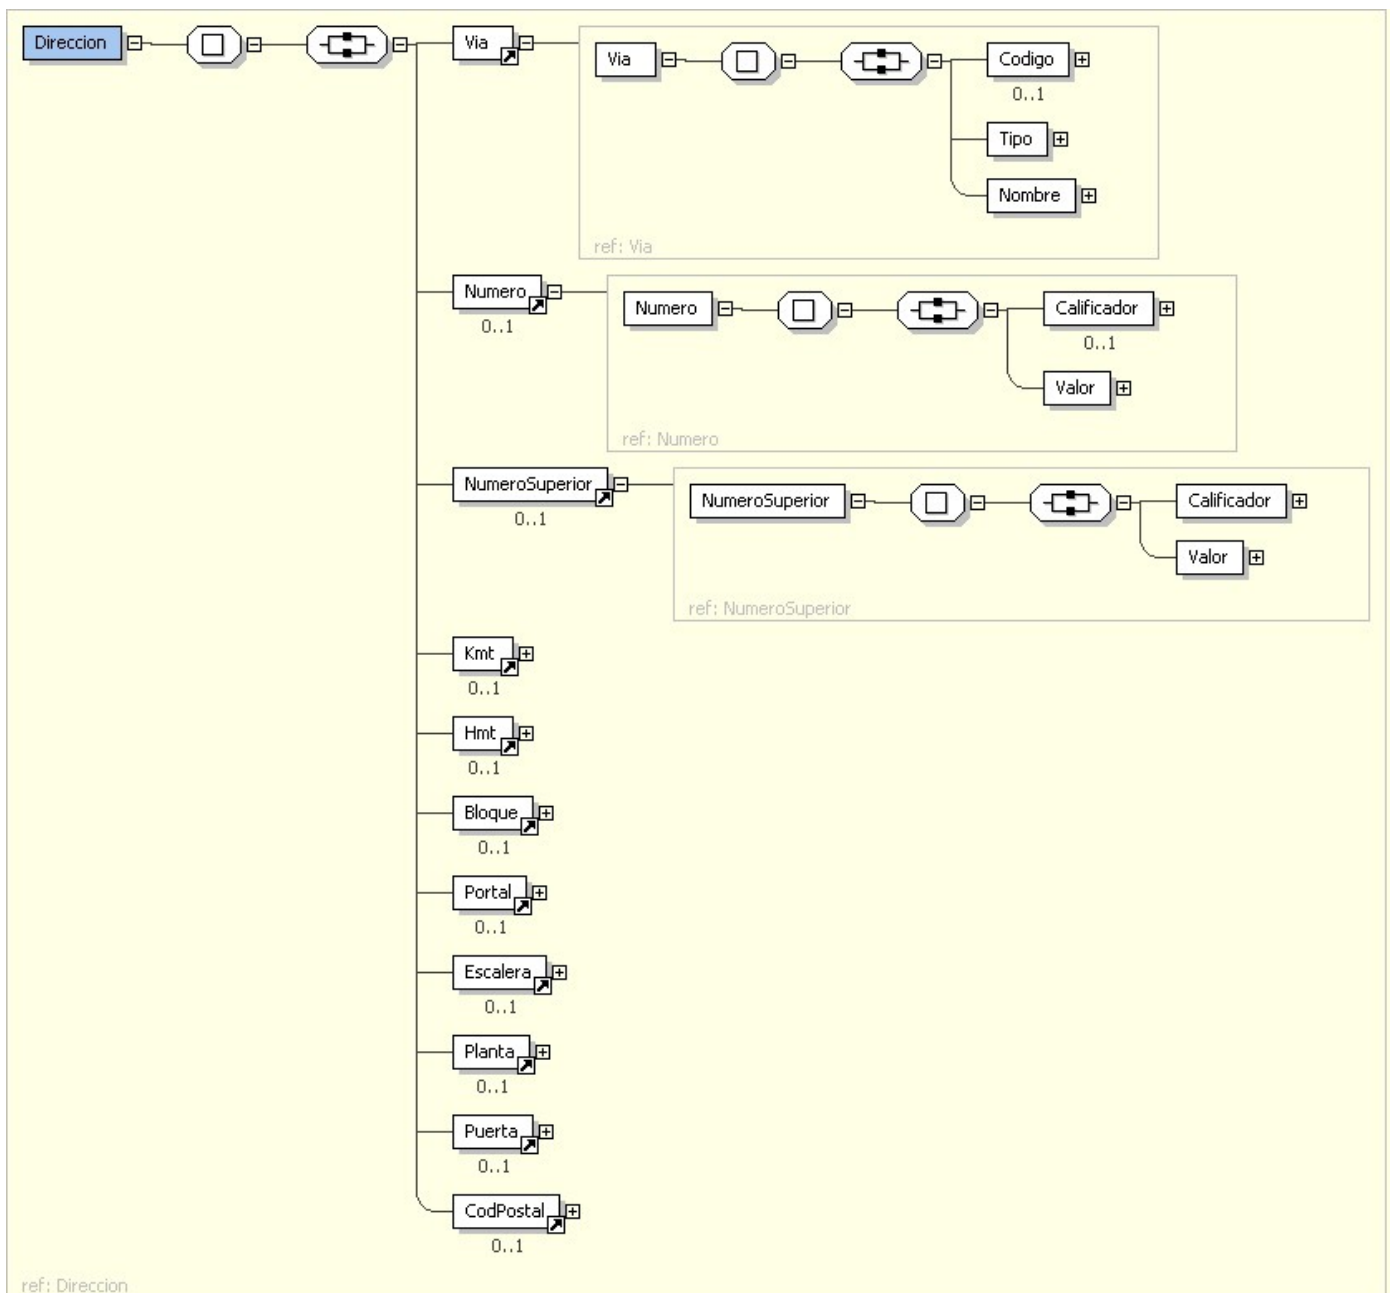 Direccion
Via
Via
Codigo
0..1
Tipo
Nombre
ref: Via
Numero
0..1
Numero
Calificador
0..1
Valor
ref: Numero
NumeroSuperior
0..1
NumeroSuperior
Calificador
Valor
ref: NumeroSuperior
Kmt
0..1
Hmt
0..1
Bloque
0..1
Portal
0..1
Escalera
0..1
Planta
0..1
Puerta
0..1
CodPostal
0..1
ref: Direccion